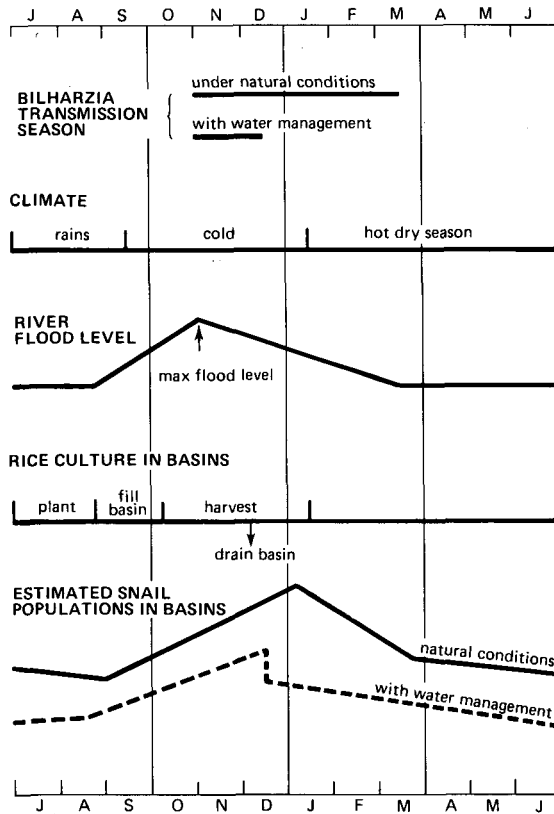 J A S O N D J F M A M J
under natural conditions
BILHARZIA
TRANSMISSION
SEASON
with water management
CLIMATE
rains cold hot dry season
RIVER
FLOOD LEVEL
max flood level
RICE CULTURE IN BASINS
plant fill basin harvest
drain basin
ESTIMATED SNAIL
POPULATIONS IN BASINS
natural conditions
with water management
J A S O N D J F M A M J